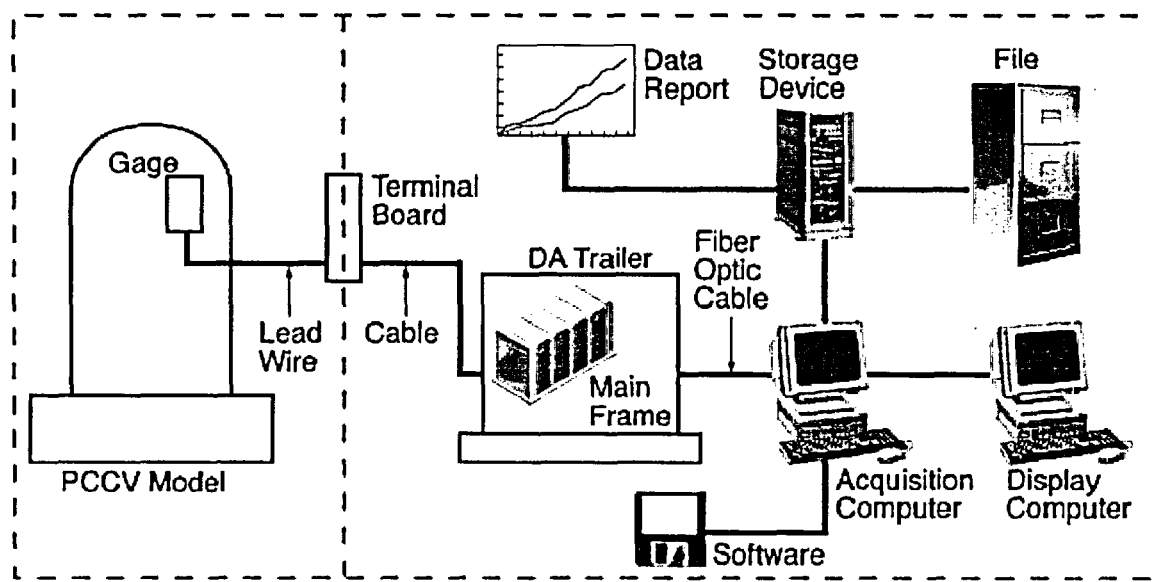 Data
Report
Storage
Device
File
Gage
Terminal
Board
Lead
Wire
Cable
DA Trailer
Main
Frame
Fiber
Optic
Cable
PCCV Model
Acquisition
Computer
Display
Computer
Software